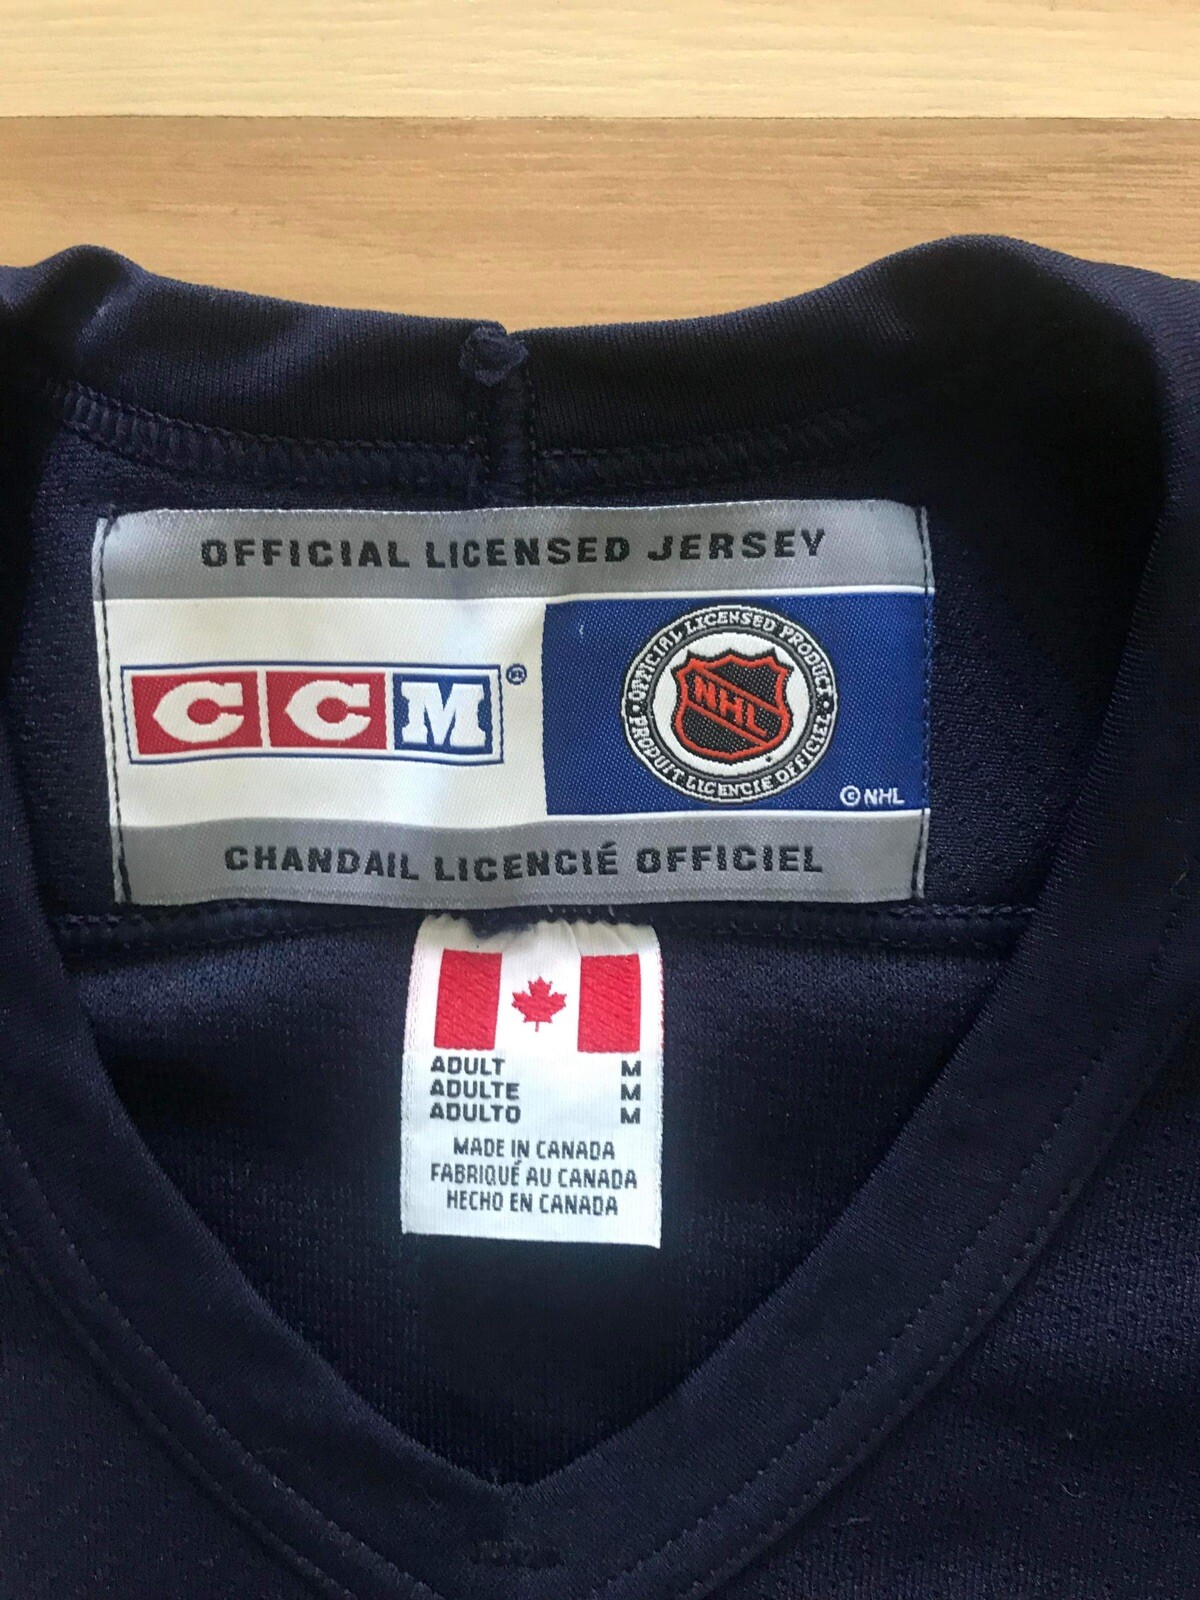 OFFICIAL LICENSED JERSEY
CCM®
OFFICIAL LICENSED PRODUCT
NHL
PRODUIT LICENCIE OFFICIEL
© NHL
CHANDAIL LICENCIÉ OFFICIEL
ADULT M
ADULTE M
ADULTO M
MADE IN CANADA
FABRIQUÉ AU CANADA
HECHO EN CANADA